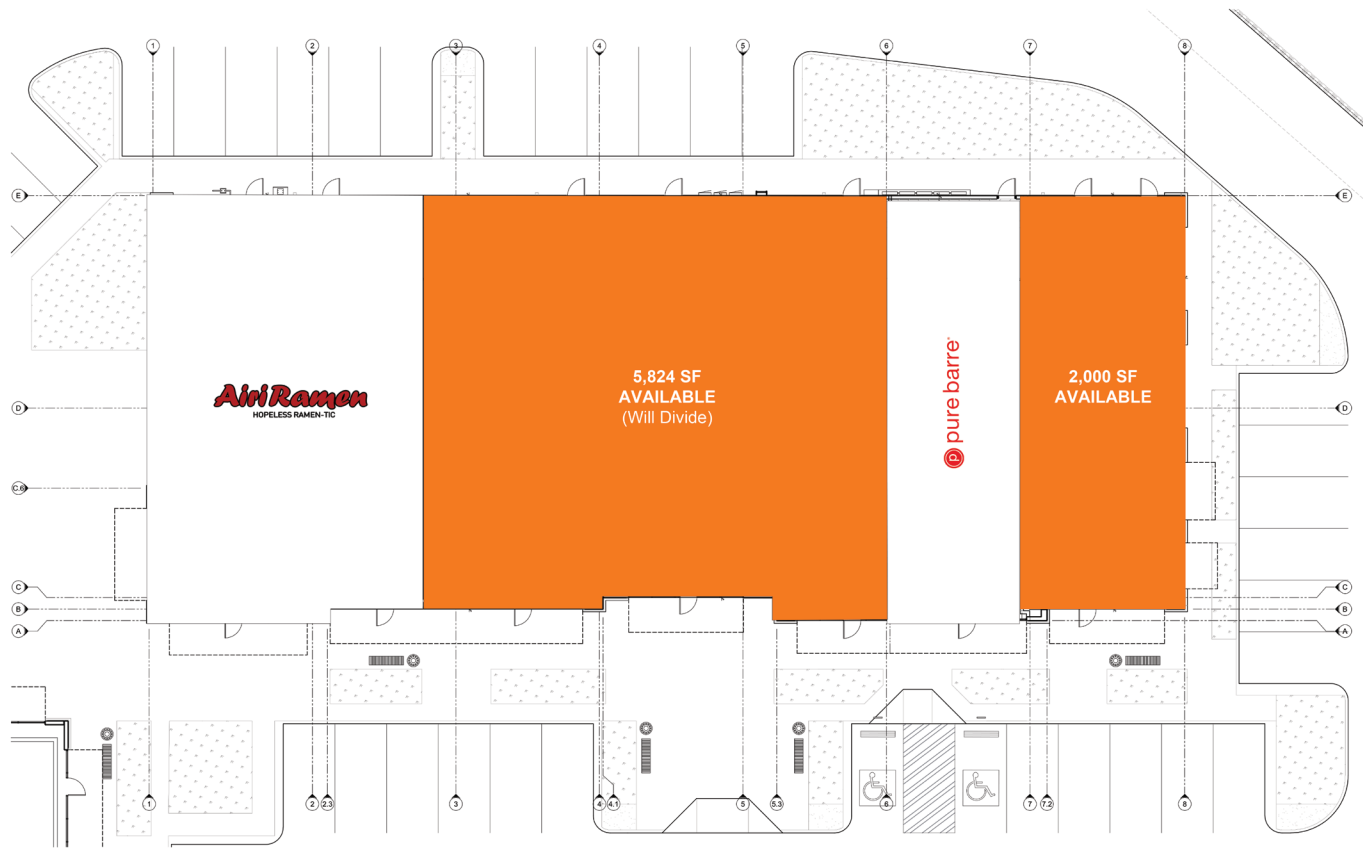 1 2 3 4 5 6 7 8
E E
5,824 SF
AVAILABLE
(Will Divide)
Airi Ramen
HOPELESS RAMEN-TIC
p pure barre
2,000 SF
AVAILABLE
D D
C.6
C C
B B
A A
1 2 2.3 3 4 4.1 5 5.3 6 7 7.2 8